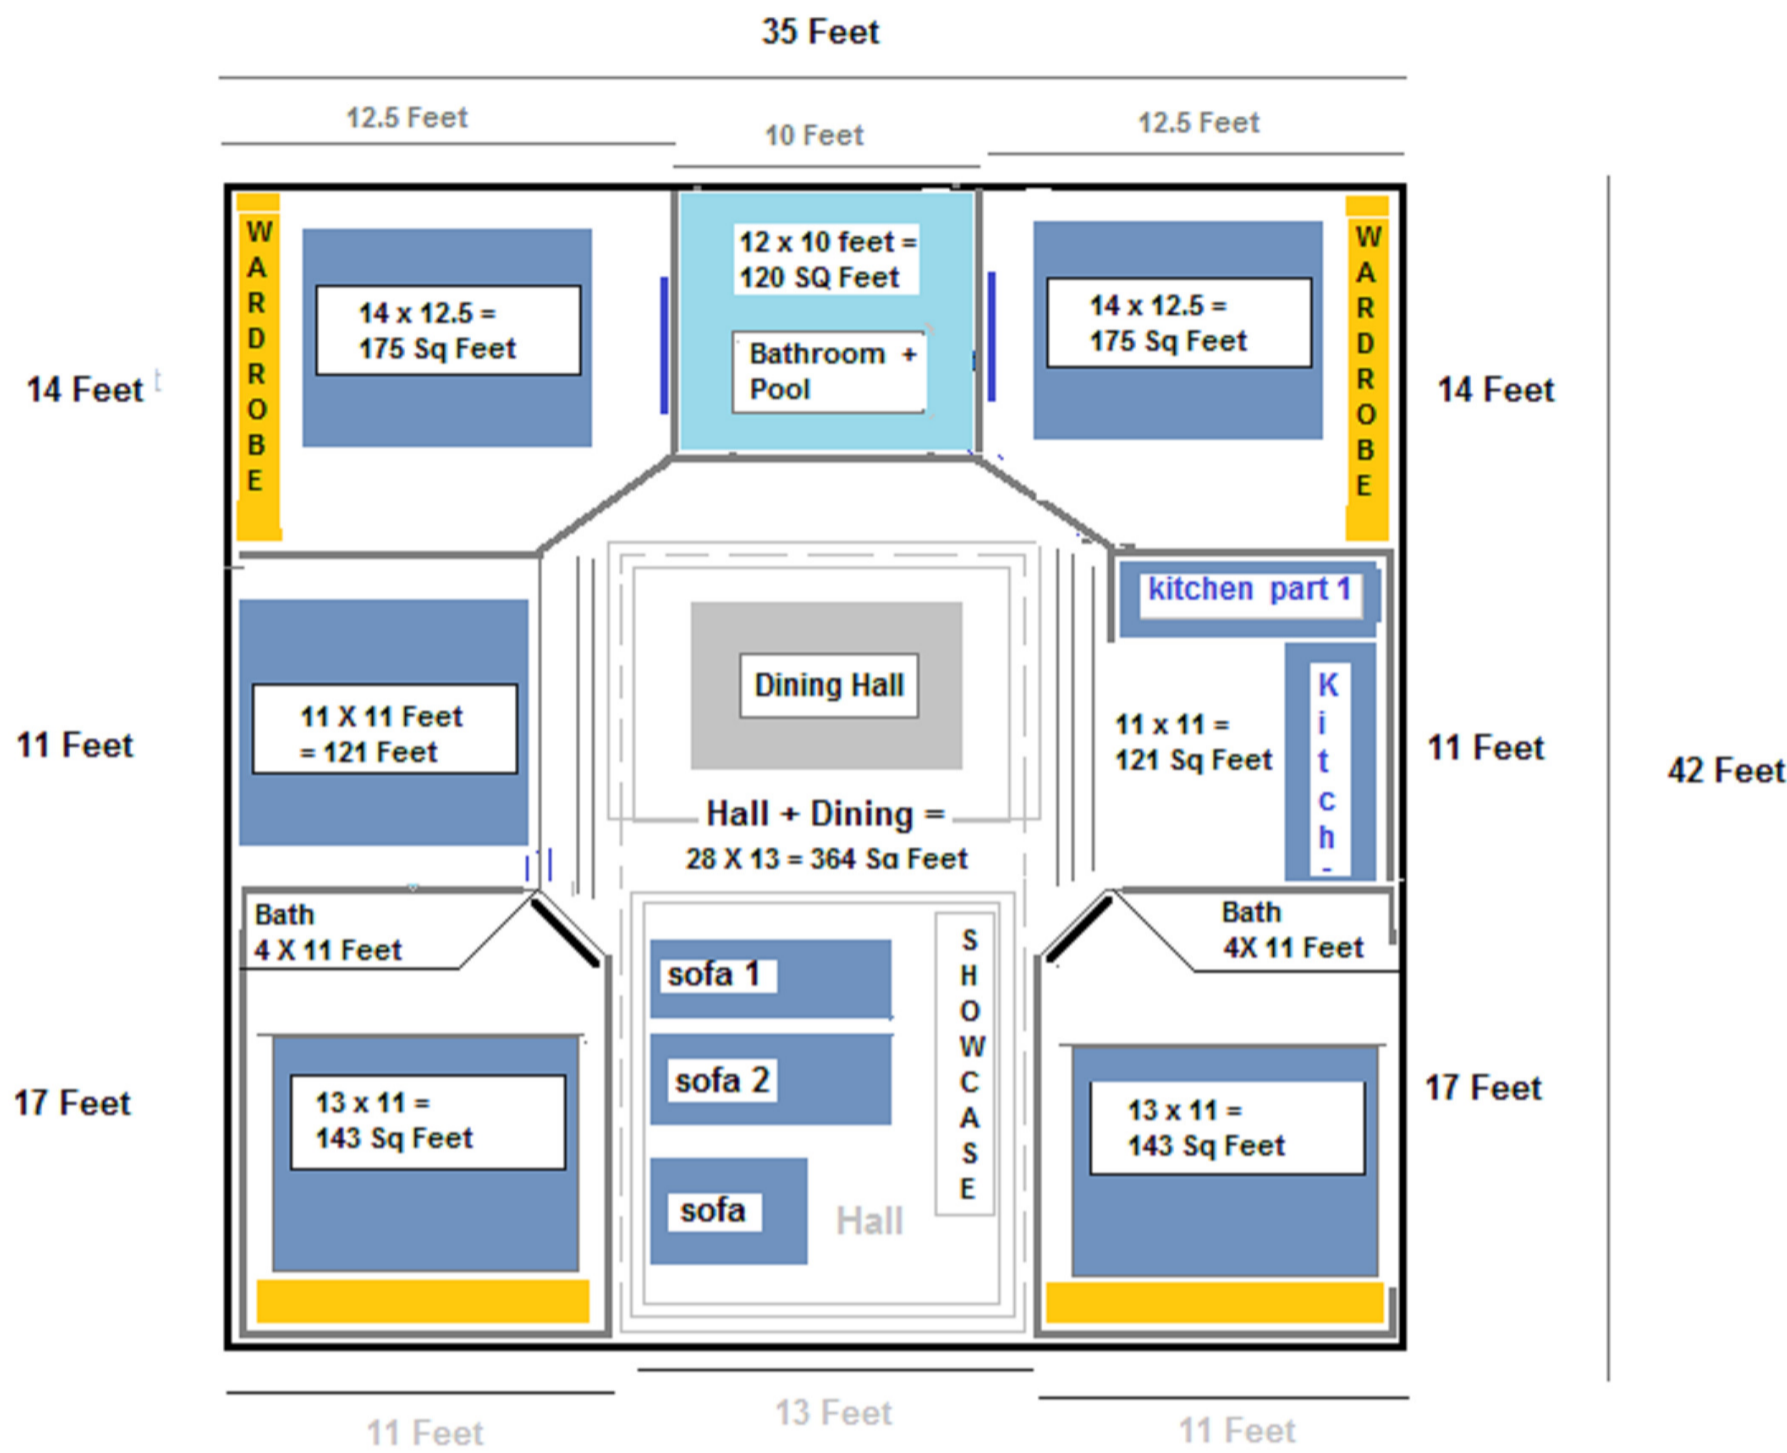 35 Feet
12.5 Feet
10 Feet
12.5 Feet
WARDROBE
14 x 12.5 =
175 Sq Feet
12 x 10 feet =
120 SQ Feet
Bathroom +
Pool
14 x 12.5 =
175 Sq Feet
WARDROBE
14 Feet
14 Feet
kitchen part 1
Dining Hall
Kitch-
11 X 11 Feet
= 121 Feet
11 x 11 =
121 Sq Feet
11 Feet
11 Feet
42 Feet
Hall + Dining =
28 X 13 = 364 Sq Feet
Bath
4 X 11 Feet
Bath
4X 11 Feet
sofa 1
SHOWCASE
sofa 2
13 x 11 =
143 Sq Feet
13 x 11 =
143 Sq Feet
17 Feet
17 Feet
sofa
Hall
11 Feet
13 Feet
11 Feet